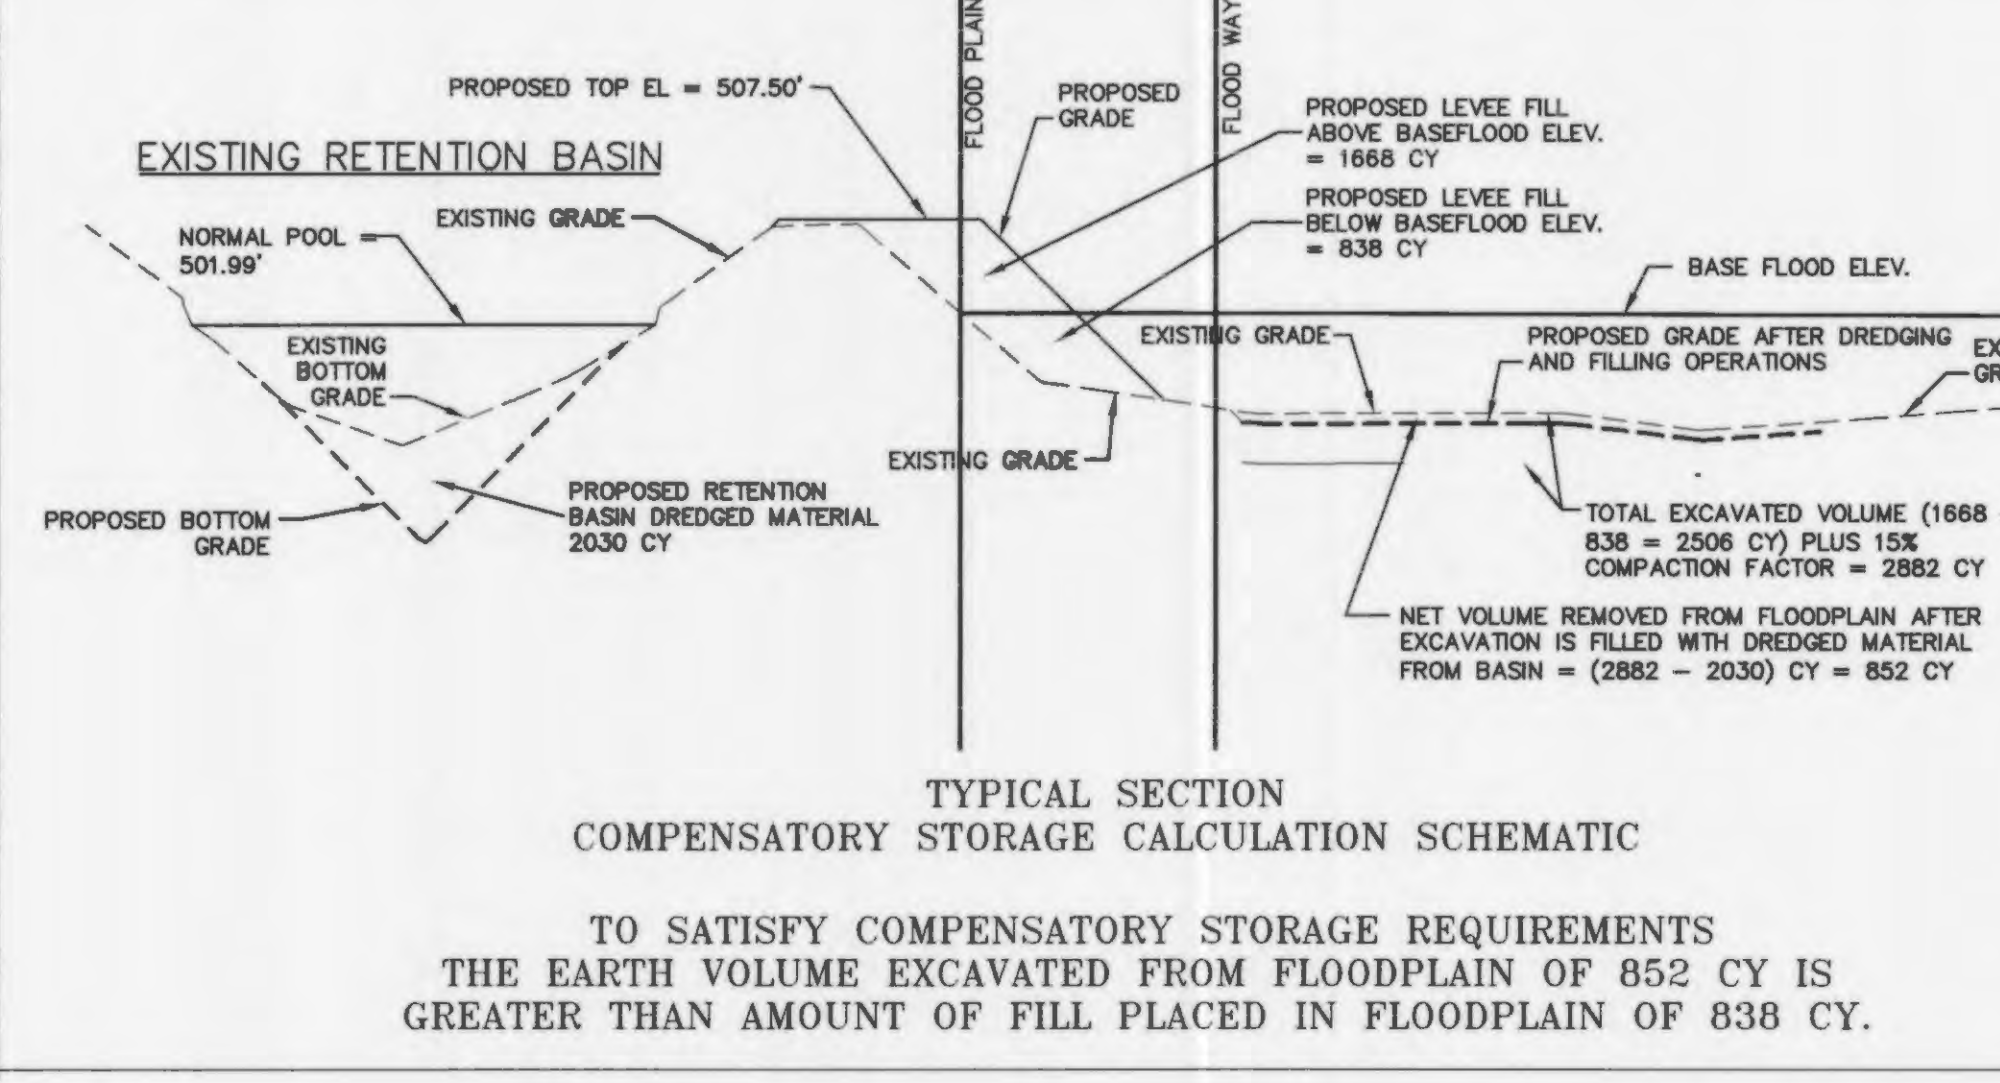 FLOOD PLAIN
FLOOD WAY
PROPOSED TOP EL = 507.50'
PROPOSED
GRADE
PROPOSED LEVEE FILL
ABOVE BASEFLOOD ELEV.
= 1668 CY
EXISTING RETENTION BASIN
EXISTING GRADE
PROPOSED LEVEE FILL
BELOW BASEFLOOD ELEV.
= 838 CY
NORMAL POOL =
501.99'
BASE FLOOD ELEV.
EXISTING
BOTTOM
GRADE
EXISTING GRADE
PROPOSED GRADE AFTER DREDGING
AND FILLING OPERATIONS
EX
GR
EXISTING GRADE
PROPOSED BOTTOM
GRADE
PROPOSED RETENTION
BASIN DREDGED MATERIAL
2030 CY
TOTAL EXCAVATED VOLUME (1668
838 = 2506 CY) PLUS 15%
COMPACTION FACTOR = 2882 CY
NET VOLUME REMOVED FROM FLOODPLAIN AFTER
EXCAVATION IS FILLED WITH DREDGED MATERIAL
FROM BASIN = (2882 – 2030) CY = 852 CY
TYPICAL SECTION
COMPENSATORY STORAGE CALCULATION SCHEMATIC
TO SATISFY COMPENSATORY STORAGE REQUIREMENTS
THE EARTH VOLUME EXCAVATED FROM FLOODPLAIN OF 852 CY IS
GREATER THAN AMOUNT OF FILL PLACED IN FLOODPLAIN OF 838 CY.